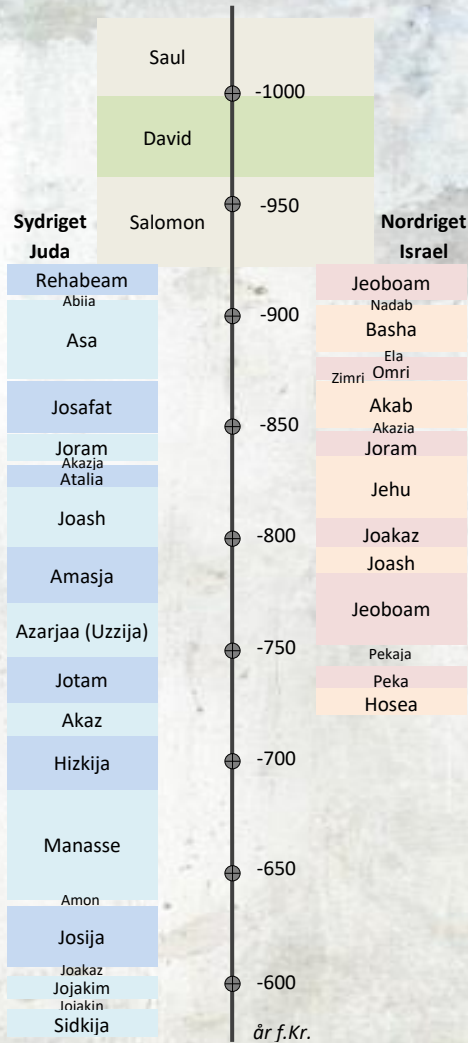 Saul
-1000
David
-950
Salomon
Sydriget
Juda
Nordriget
Israel
Rehabeam
Abiia
Asa
Josafat
Joram
Akazja
Atalia
Joash
Amasja
Azarjaa (Uzzija)
Jotam
Akaz
Hizkija
Manasse
Amon
Josija
Joakaz
Jojakim
Jojakin
Sidkija
-900
-850
-800
-750
-700
-650
-600
år f.Kr.
Jeoboam
Nadab
Basha
Ela
Zimri Omri
Akab
Akazia
Joram
Jehu
Joakaz
Joash
Jeoboam
Pekaja
Peka
Hosea